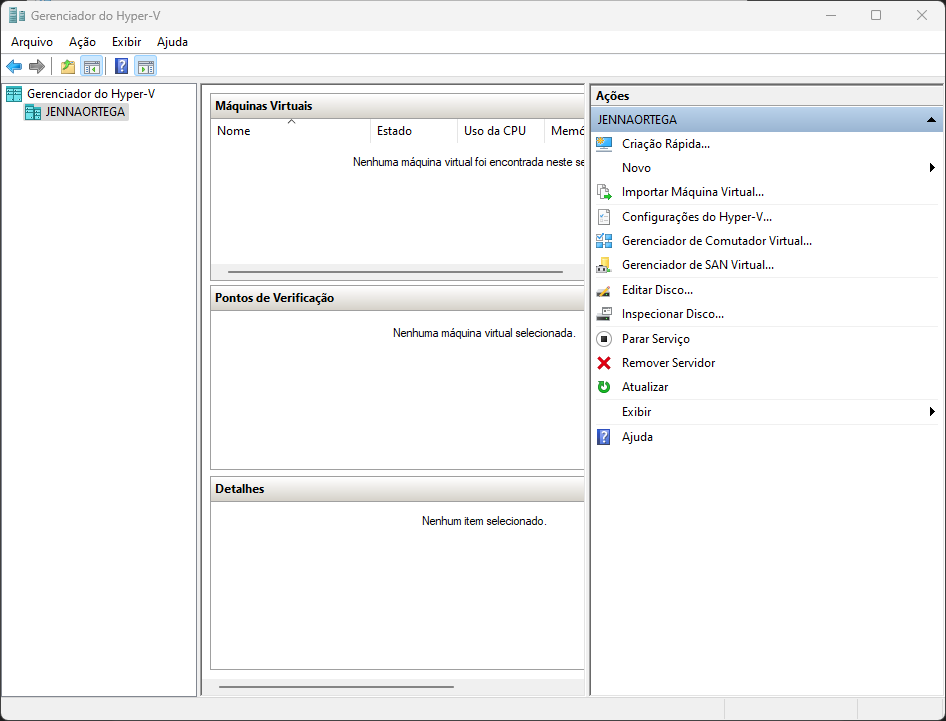 Gerenciador do Hyper-V
Arquivo Ação Exibir Ajuda
Gerenciador do Hyper-V
JENNAORTEGA
Máquinas Virtuais
Nome Estado Uso da CPU Memó
Nenhuma máquina virtual foi encontrada neste se
Pontos de Verificação
Nenhuma máquina virtual selecionada.
Detalhes
Nenhum item selecionado.
Ações
JENNAORTEGA
Criação Rápida...
Novo
Importar Máquina Virtual...
Configurações do Hyper-V...
Gerenciador de Comutador Virtual...
Gerenciador de SAN Virtual...
Editar Disco...
Inspecionar Disco...
Parar Serviço
Remover Servidor
Atualizar
Exibir
Ajuda